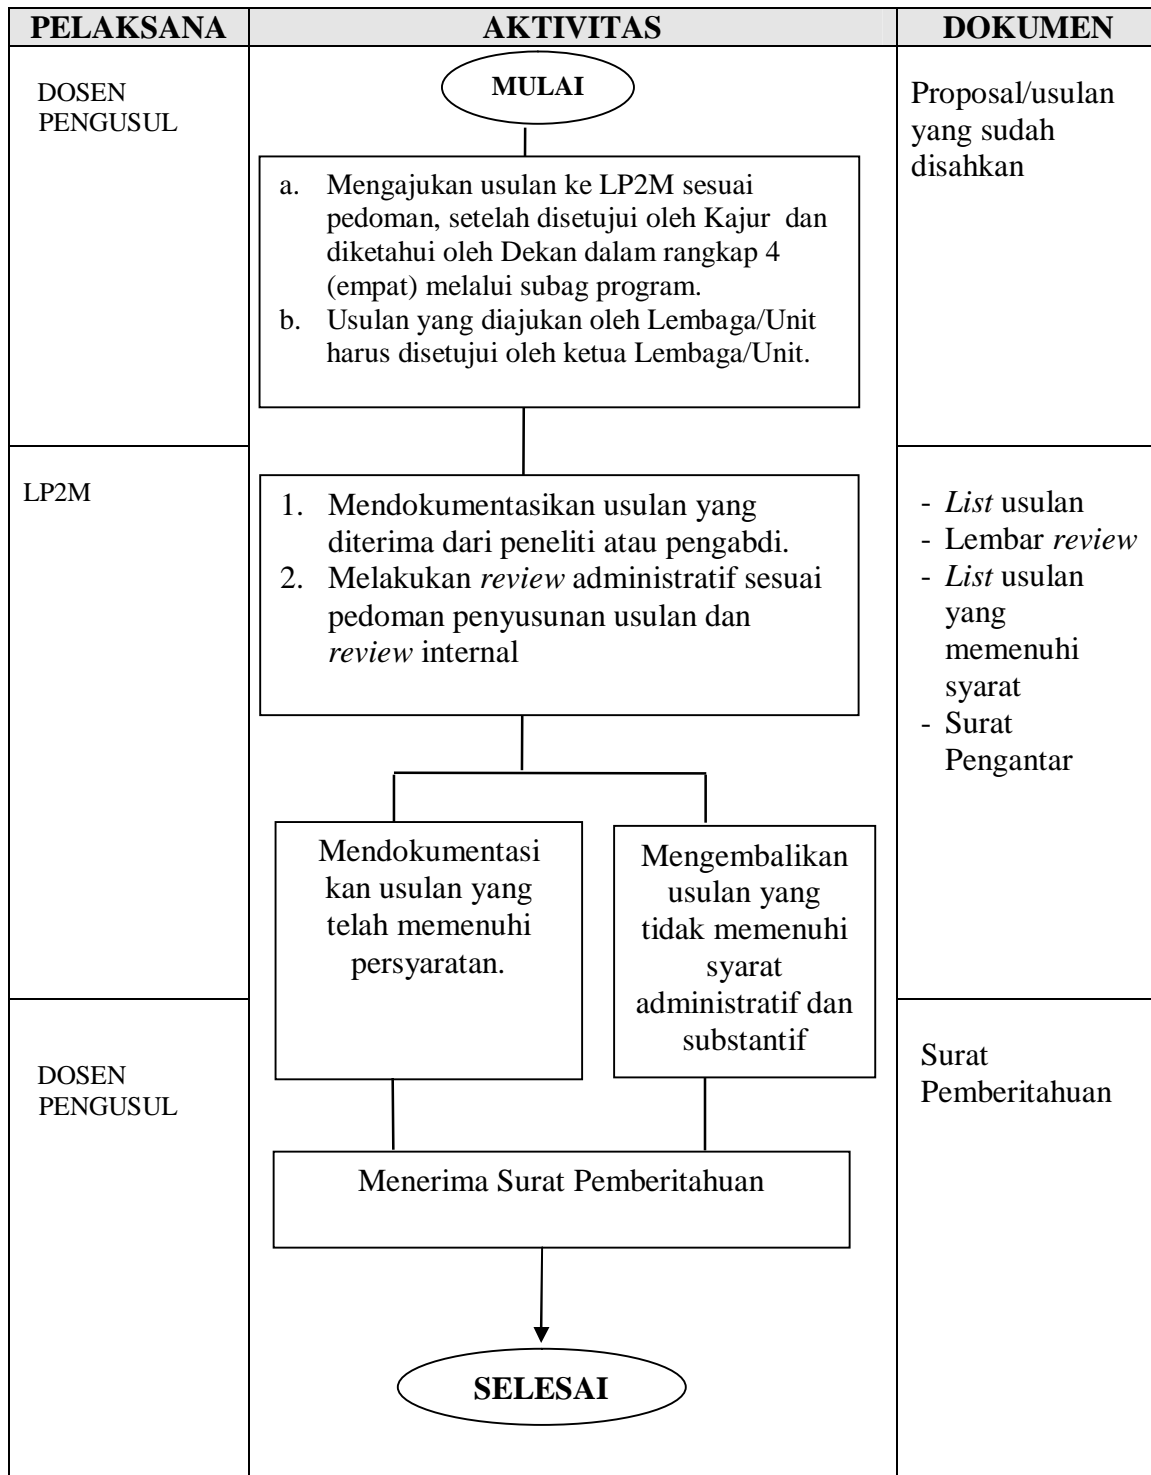 PELAKSANA
AKTIVITAS
DOKUMEN
DOSEN
PENGUSUL
MULAI
a. Mengajukan usulan ke LP2M sesuai
pedoman, setelah disetujui oleh Kajur dan
diketahui oleh Dekan dalam rangkap 4
(empat) melalui subag program.
b. Usulan yang diajukan oleh Lembaga/Unit
harus disetujui oleh ketua Lembaga/Unit.
Proposal/usulan
yang sudah
disahkan
LP2M
1. Mendokumentasikan usulan yang
diterima dari peneliti atau pengabdi.
2. Melakukan review administratif sesuai
pedoman penyusunan usulan dan
review internal
- List usulan
- Lembar review
- List usulan
yang
memenuhi
syarat
- Surat
Pengantar
Mendokumentasi
kan usulan yang
telah memenuhi
persyaratan.
Mengembalikan
usulan yang
tidak memenuhi
syarat
administratif dan
substantif
DOSEN
PENGUSUL
Menerima Surat Pemberitahuan
Surat
Pemberitahuan
SELESAI